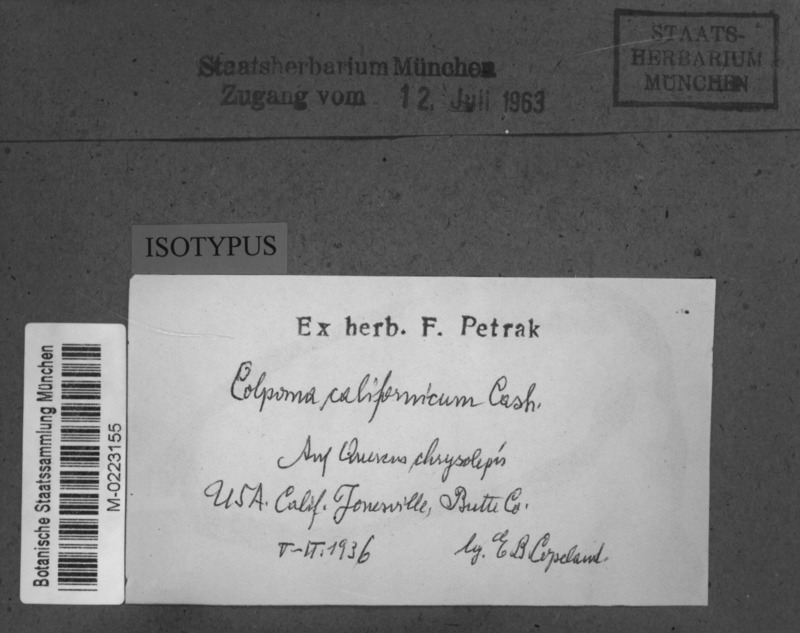 Staatsherbarium München
Zugang vom 12. Juli 1963
STAATS-
HERBARIUM
MÜNCHEN
ISOTYPUS
Ex herb. F. Petrak
Colpoma californicum Cash.
Auf Quercus chrysolepis
USA. Calif. Jonesville, Butte Co.
V-VI. 1936 lg. E B Copeland.
Botanische Staatssammlung München
M-0223155